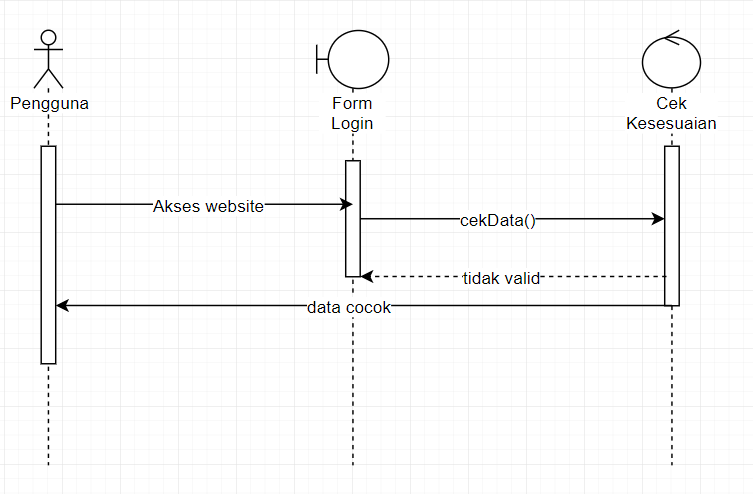 Pengguna
Form
Login
Cek
Kesesuaian
Akses website
cekData()
tidak valid
data cocok